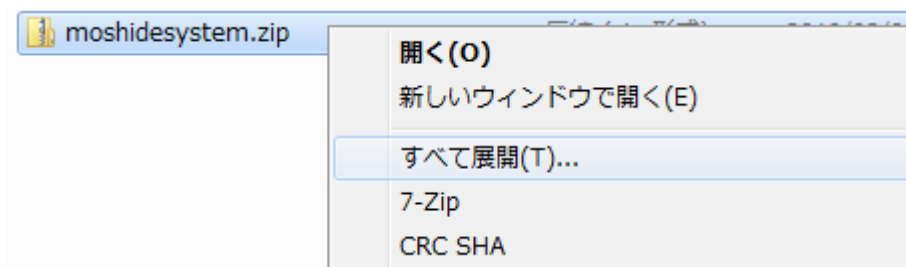 moshidesystem.zip
開く(O)
新しいウィンドウで開く(E)
すべて展開(T)...
7-Zip
CRC SHA